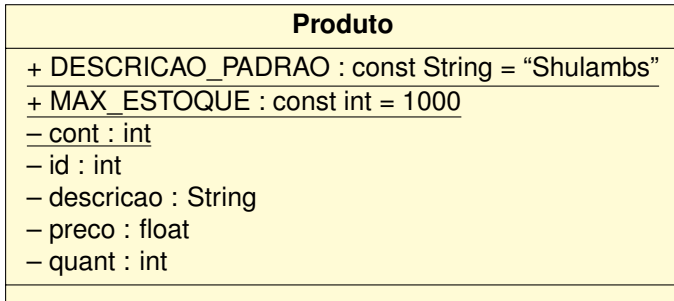 Produto
+ DESCRICAO_PADRAO : const String = “Shulambs”
+ MAX_ESTOQUE : const int = 1000
– cont : int
– id : int
– descricao : String
– preco : float
– quant : int